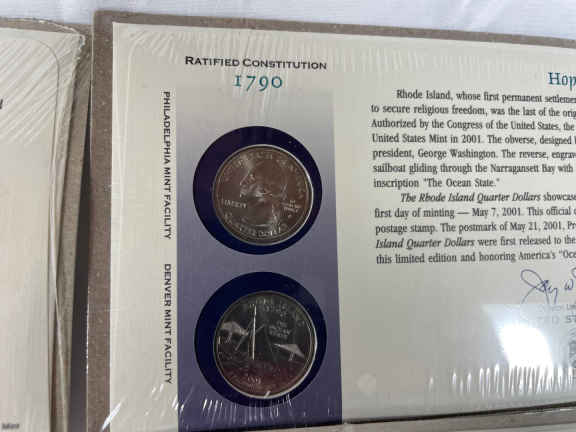 RATIFIED CONSTITUTION
1790
PHILADELPHIA MINT FACILITY
DENVER MINT FACILITY
LIBERTY
QUARTER DOLLAR
Hop
Rhode Island, whose first permanent settleme
to secure religious freedom, was the last of the orig
Authorized by the Congress of the United States, the
United States Mint in 2001. The obverse, designed b
president, George Washington. The reverse, engrav
sailboat gliding through the Narragansett Bay with
inscription "The Ocean State."
The Rhode Island Quarter Dollars showcase
first day of minting — May 7, 2001. This official
postage stamp. The postmark of May 21, 2001, Pr
Island Quarter Dollars were first released to the
this limited edition and honoring America's "Oce
Mint